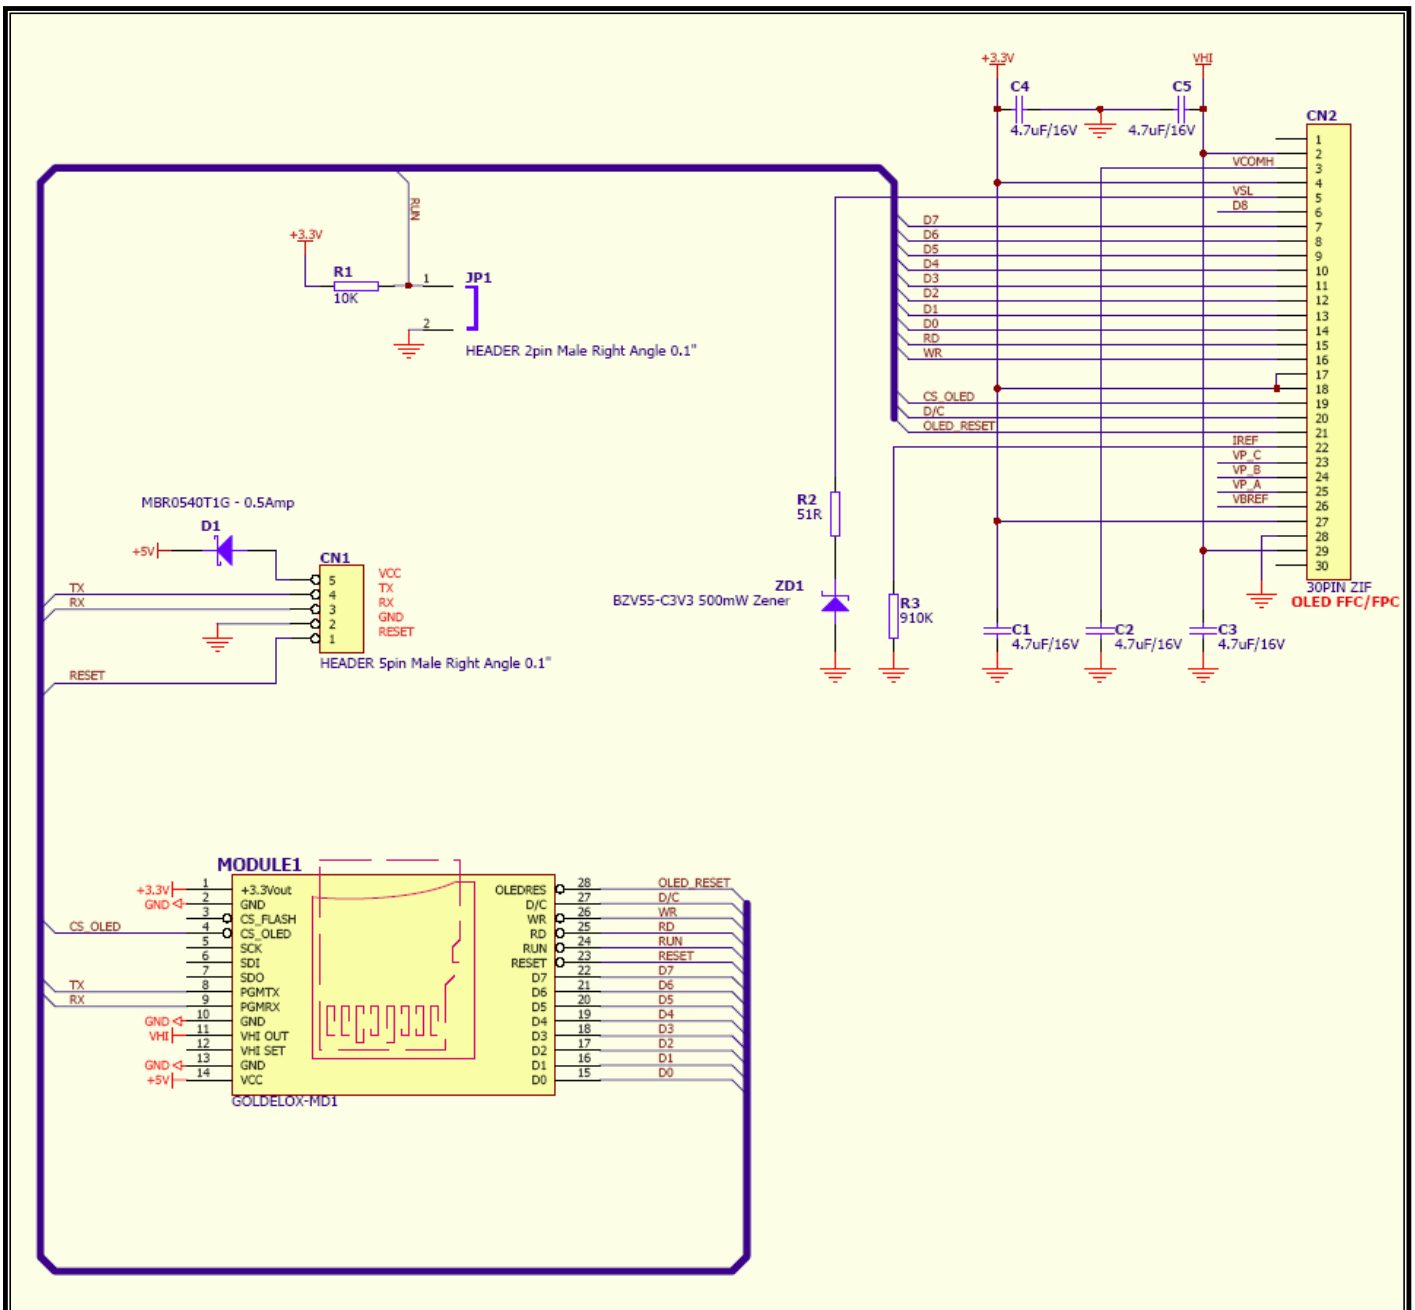 +3.3V
VHI
C4
4.7uF/16V
C5
4.7uF/16V
CN2
1
2
VCOMH 3
4
VSL 5
D8 6
D7 7
D6 8
D5 9
D4 10
D3 11
D2 12
D1 13
D0 14
RD 15
WR 16
17
18
CS_OLED 19
D/C 20
OLED_RESET 21
IREF 22
VP_C 23
VP_B 24
VP_A 25
VBREF 26
27
28
29
30
30PIN ZIF
OLED FFC/FPC
RUN
+3.3V
R1
10K
1
2
JP1
HEADER 2pin Male Right Angle 0.1"
R2
51R
ZD1
BZV55-C3V3 500mW Zener
R3
910K
C1
4.7uF/16V
C2
4.7uF/16V
C3
4.7uF/16V
MBR0540T1G - 0.5Amp
D1
+5V
CN1
5 VCC
TX 4 TX
RX 3 RX
2 GND
1 RESET
RESET
HEADER 5pin Male Right Angle 0.1"
MODULE1
+3.3V 1 +3.3Vout OLEDRES 28 OLED_RESET
GND 2 GND D/C 27 D/C
3 CS_FLASH WR 26 WR
CS_OLED 4 CS_OLED RD 25 RD
5 SCK RUN 24 RUN
6 SDI RESET 23 RESET
7 SDO D7 22 D7
TX 8 PGMTX D6 21 D6
RX 9 PGMRX D5 20 D5
GND 10 GND D4 19 D4
VHI 11 VHI OUT D3 18 D3
12 VHI SET D2 17 D2
GND 13 GND D1 16 D1
+5V 14 VCC D0 15 D0
GOLDELOX-MD1